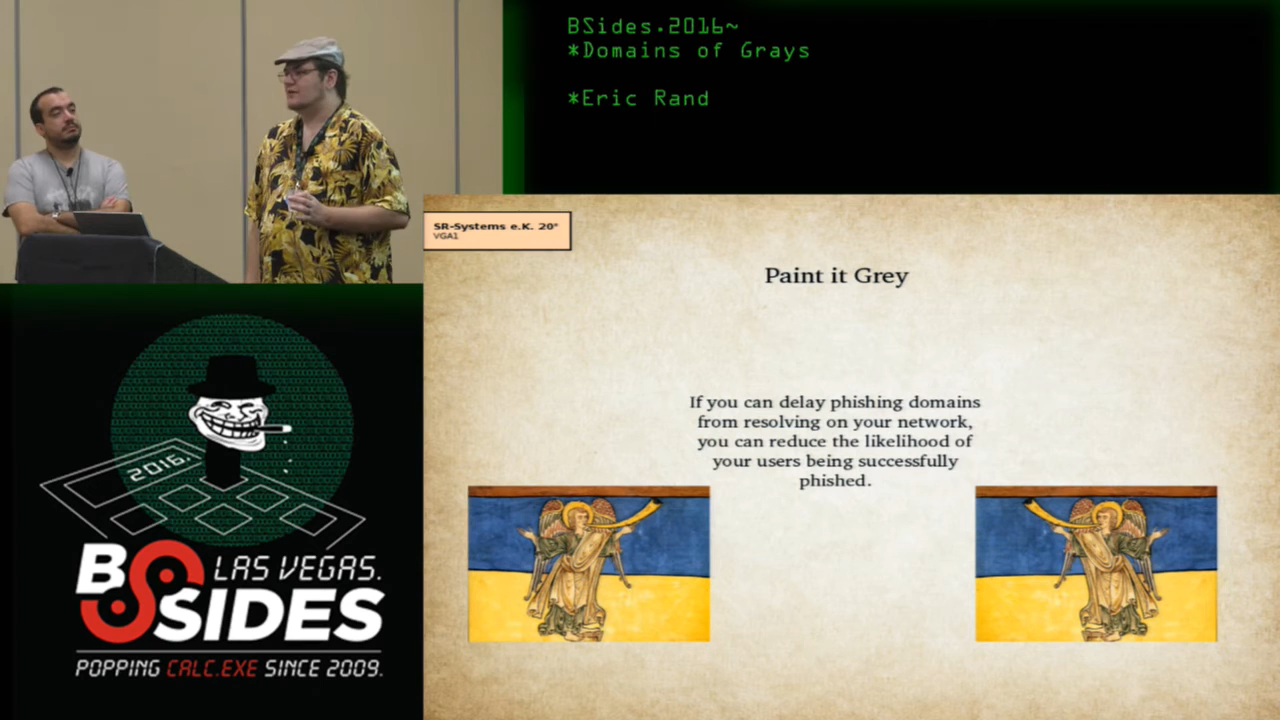 BSides.2016~
*Domains of Grays
*Eric Rand
SR-Systems e.K. 20°
VGA1
Paint it Grey
If you can delay phishing domains
from resolving on your network,
you can reduce the likelihood of
your users being successfully
phished.
2016.
BSIDES
LAS VEGAS.
POPPING CALC.EXE SINCE 2009.